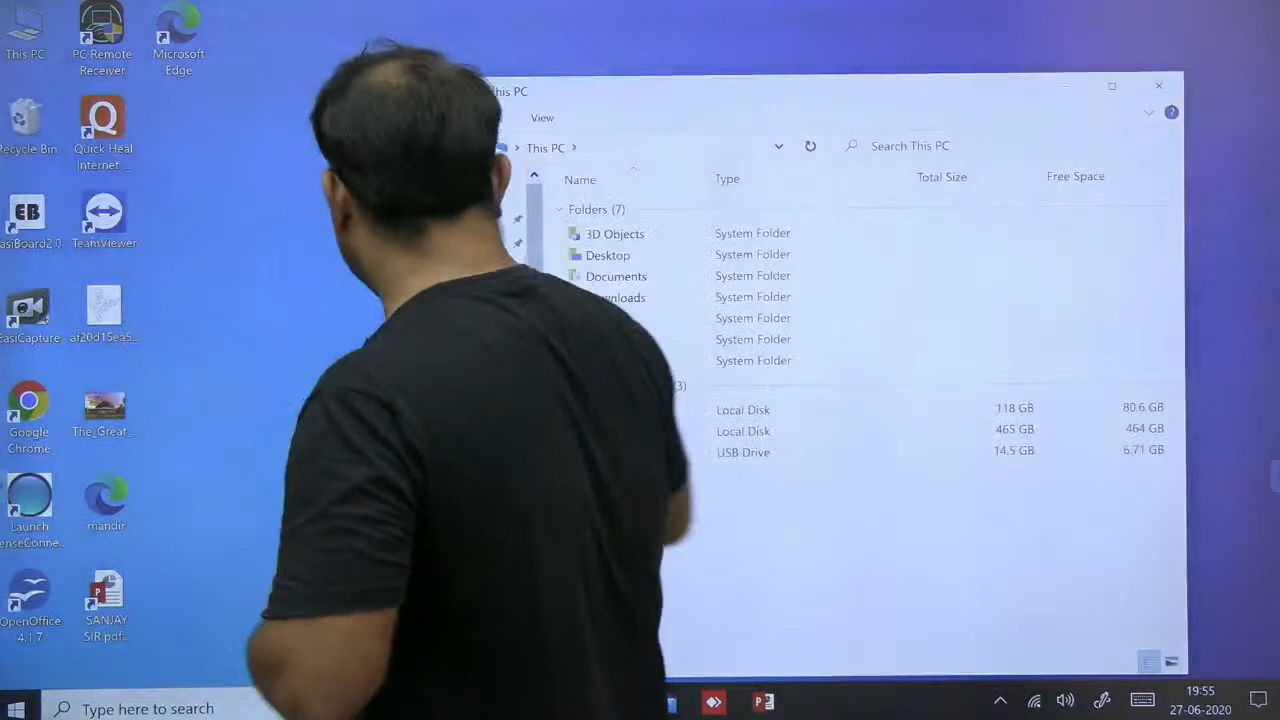 This PC
PC Remote
Receiver
Microsoft
Edge
Recycle Bin
Quick Heal
Internet ...
EB
EasiBoard2.0
TeamViewer
EasiCapture
af20d15ea5...
Google
Chrome
The_Great_...
Launch
enseConne..
mandir
OpenOffice
4.1.7
SANJAY
SIR.pdf..
This PC
View
This PC
Search This PC
Name
Type
Total Size
Free Space
Folders (7)
3D Objects
System Folder
Desktop
System Folder
Documents
System Folder
wnloads
System Folder
System Folder
System Folder
System Folder
(3)
Local Disk
118 GB
80.6 GB
Local Disk
465 GB
464 GB
USB Drive
14.5 GB
6.71 GB
Type here to search
19:55
27-06-2020